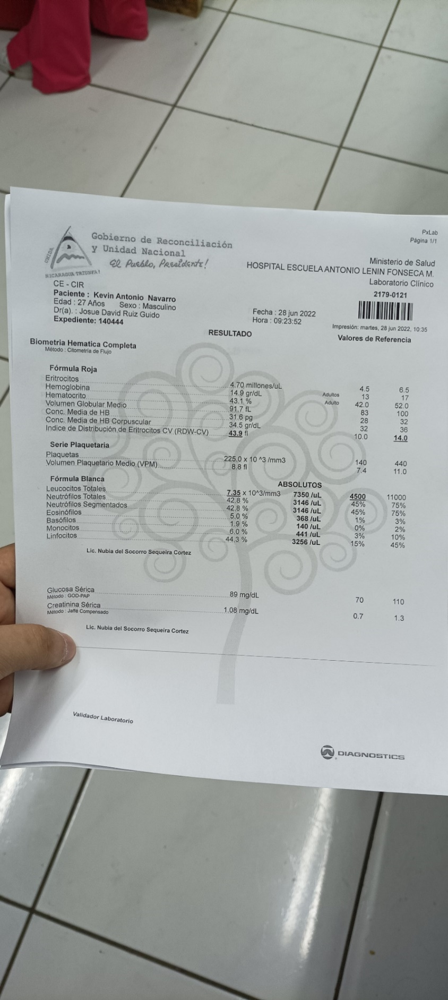 PxLab
Página 1/1
Gobierno de Reconciliación
y Unidad Nacional
El Pueblo, Presidente!
UNIDA
NICARAGUA TRIUNFA!
Ministerio de Salud
HOSPITAL ESCUELA ANTONIO LENIN FONSECA M.
Laboratorio Clínico
2179-0121
CE - CIR
Paciente : Kevin Antonio Navarro
Edad : 27 Años Sexo : Masculino
Dr(a). : Josue David Ruiz Guido
Expediente: 140444
Fecha : 28 jun 2022
Hora : 09:23:52
Impresión: martes, 28 jun 2022, 10:35
RESULTADO Valores de Referencia
Biometria Hematica Completa
Método : Citometría de Flujo
Fórmula Roja
Eritrocitos 4.70 millones/uL 4.5 6.5
Hemoglobina 14.9 gr/dL Adultos 13 17
Hematocrito 43.1 % Adulto 42.0 52.0
Volumen Globular Medio 91.7 fL 83 100
Conc. Media de HB 31.6 pg 28 32
Conc. Media de HB Corpuscular 34.5 gr/dL 32 36
Indice de Distribución de Eritrocitos CV (RDW-CV) 43.9 fl 10.0 14.0
Serie Plaquetaria
Plaquetas 225.0 x 10 ^3 /mm3 140 440
Volumen Plaquetario Medio (VPM) 8.8 fl 7.4 11.0
Fórmula Blanca ABSOLUTOS
Leucocitos Totales 7.35 x 10^3/mm3 7350 /uL 4500 11000
Neutrófilos Totales 42.8 % 3146 /uL 45% 75%
Neutrófilos Segmentados 42.8 % 3146 /uL 45% 75%
Eosinófilos 5.0 % 368 /uL 1% 3%
Basófilos 1.9 % 140 /uL 0% 2%
Monocitos 6.0 % 441 /uL 3% 10%
Linfocitos 44.3 % 3256 /uL 15% 45%
Lic. Nubia del Socorro Sequeira Cortez
Glucosa Sérica 89 mg/dL 70 110
Método : GOD-PAP
Creatinina Sérica 1.08 mg/dL 0.7 1.3
Método : Jaffé Compensado
Lic. Nubia del Socorro Sequeira Cortez
Validador Laboratorio
DIAGNOSTICS